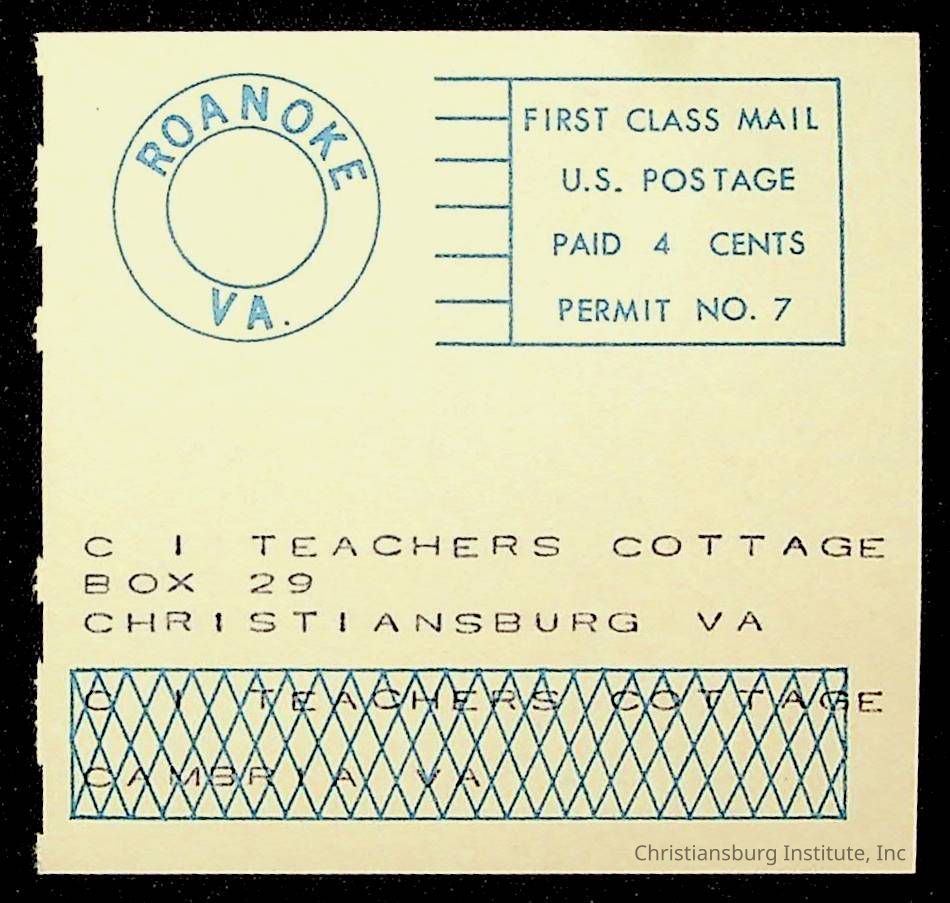 ROANOKE
VA.
FIRST CLASS MAIL
U.S. POSTAGE
PAID 4 CENTS
PERMIT NO. 7
C I TEACHERS COTTAGE
BOX 29
CHRISTIANSBURG VA
C I TEACHERS COTTAGE
CAMBRIA VA
Christiansburg Institute, Inc